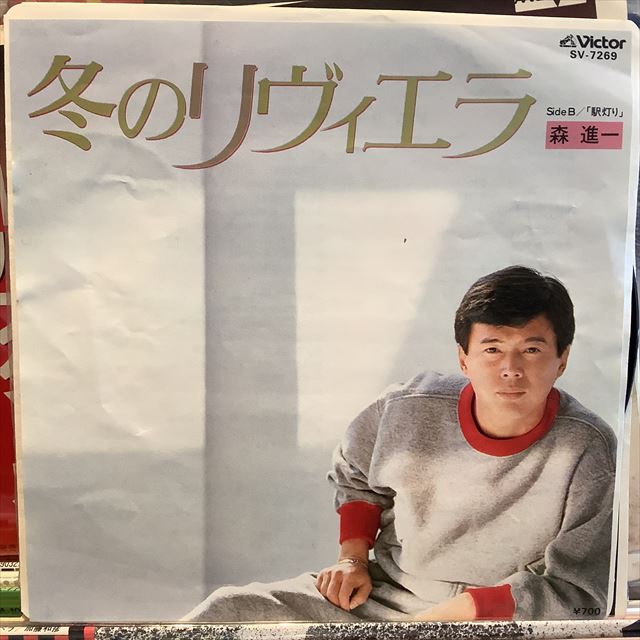 Victor
SV-7269
冬のリヴィエラ
Side B／「駅灯り」
森 進一
¥700